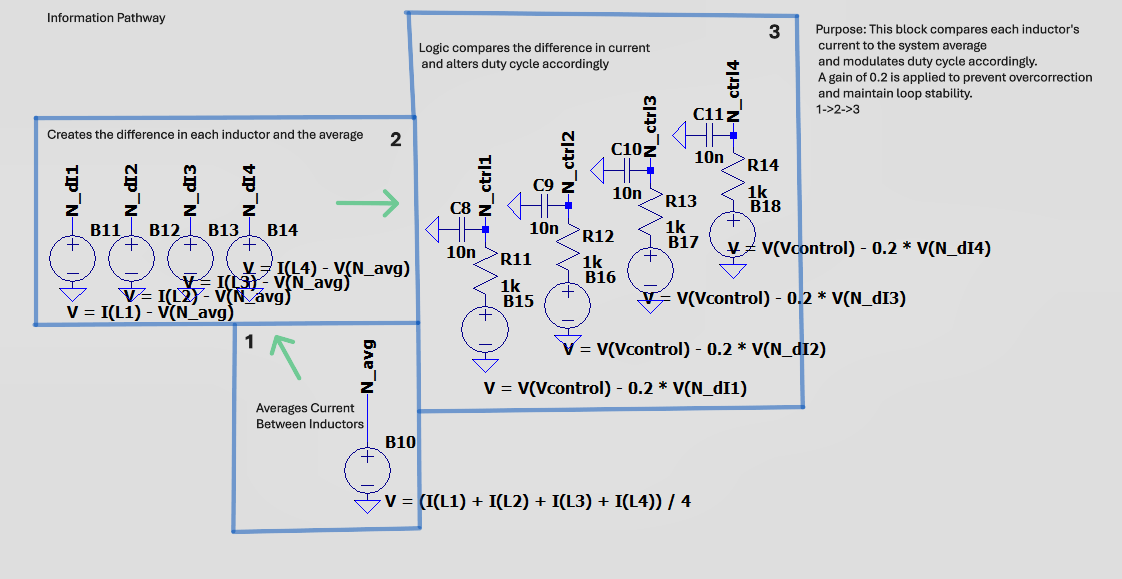 Information Pathway
Purpose: This block compares each inductor's
current to the system average
and modulates duty cycle accordingly.
A gain of 0.2 is applied to prevent overcorrection
and maintain loop stability.
1->2->3
3
Logic compares the difference in current
and alters duty cycle accordingly
N_ctrl4
C11
10n
R14
1k
B18
V = V(Vcontrol) - 0.2 * V(N_dI4)
N_ctrl3
C10
10n
R13
1k
B17
V = V(Vcontrol) - 0.2 * V(N_dI3)
N_ctrl2
C9
10n
R12
1k
B16
V = V(Vcontrol) - 0.2 * V(N_dI2)
N_ctrl1
C8
10n
R11
1k
B15
V = V(Vcontrol) - 0.2 * V(N_dI1)
Creates the difference in each inductor and the average
2
N_dI1
N_dI2
N_dI3
N_dI4
B11
B12
B13
B14
V = I(L4) - V(N_avg)
V = I(L3) - V(N_avg)
V = I(L2) - V(N_avg)
V = I(L1) - V(N_avg)
1
N_avg
Averages Current
Between Inductors
B10
V = (I(L1) + I(L2) + I(L3) + I(L4)) / 4